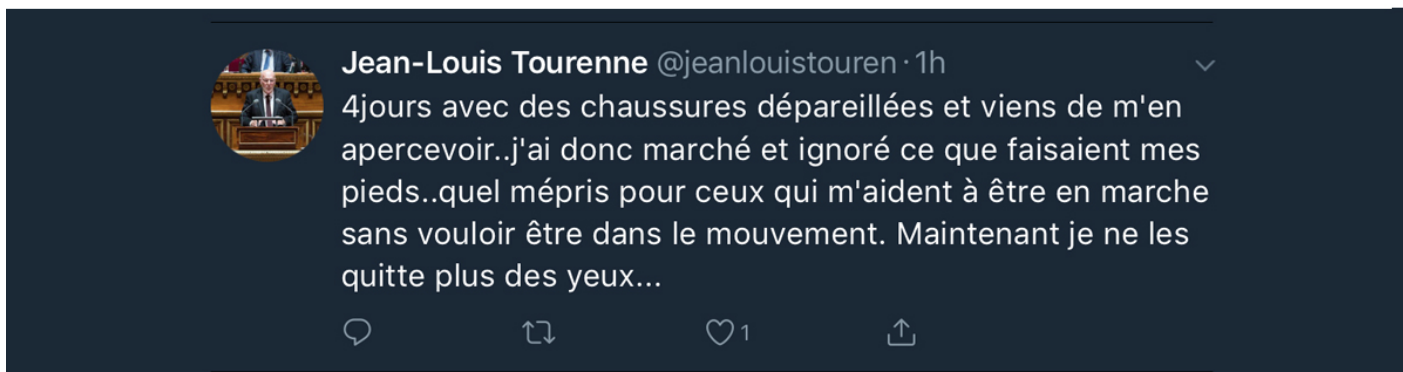 Jean-Louis Tourenne @jeanlouistouren · 1h
4jours avec des chaussures dépareillées et viens de m'en
apercevoir..j'ai donc marché et ignoré ce que faisaient mes
pieds..quel mépris pour ceux qui m'aident à être en marche
sans vouloir être dans le mouvement. Maintenant je ne les
quitte plus des yeux...
1